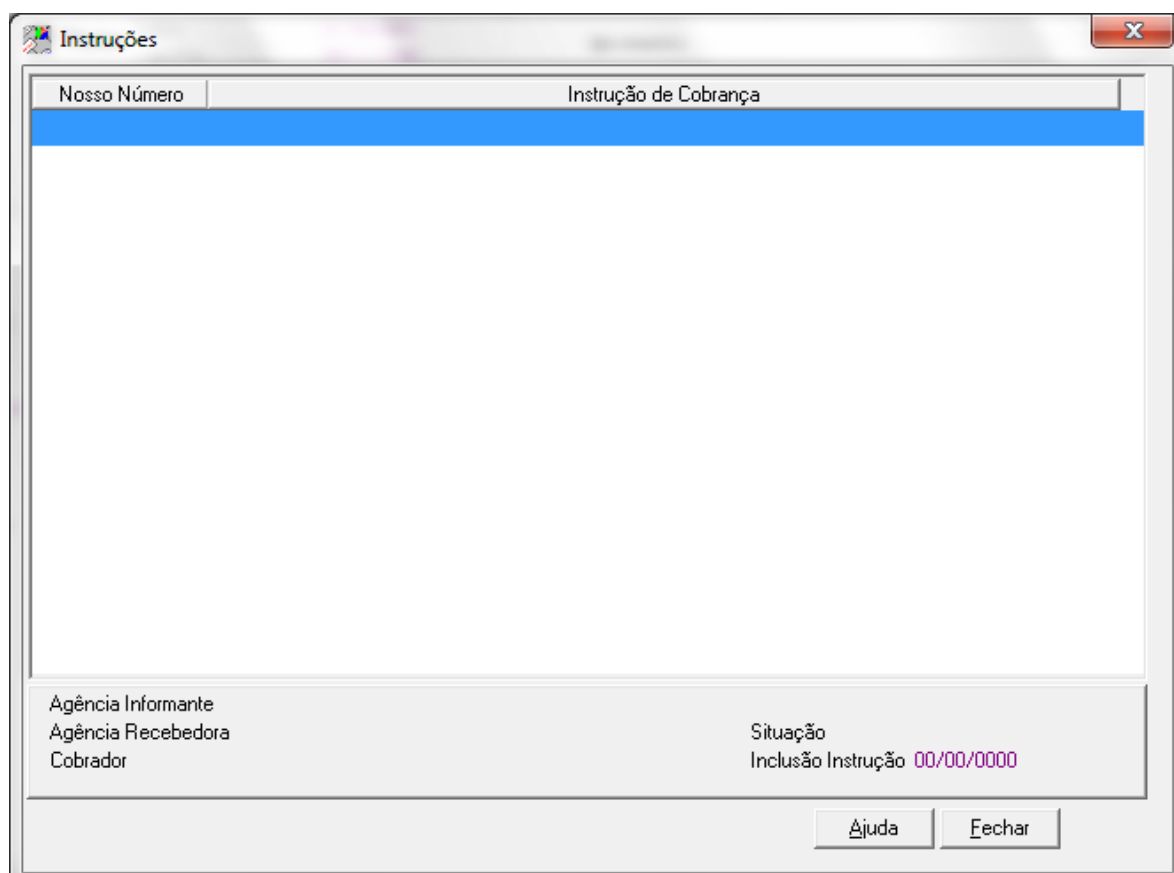 Instruções
Nosso Número Instrução de Cobrança
Agência Informante
Agência Recebedora Situação
Cobrador Inclusão Instrução 00/00/0000
Ajuda Fechar